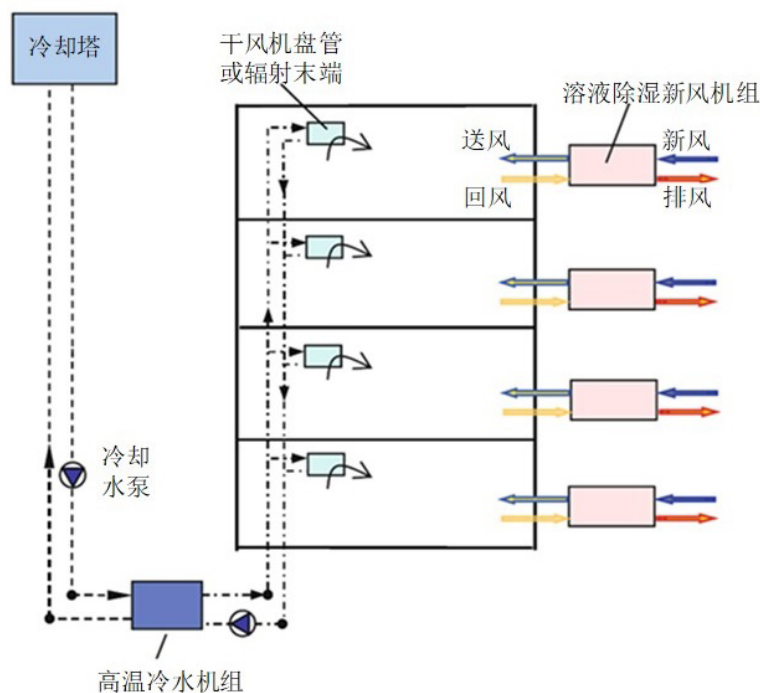 冷却塔
干风机盘管
或辐射末端
溶液除湿新风机组
送风
新风
回风
排风
冷却
水泵
高温冷水机组